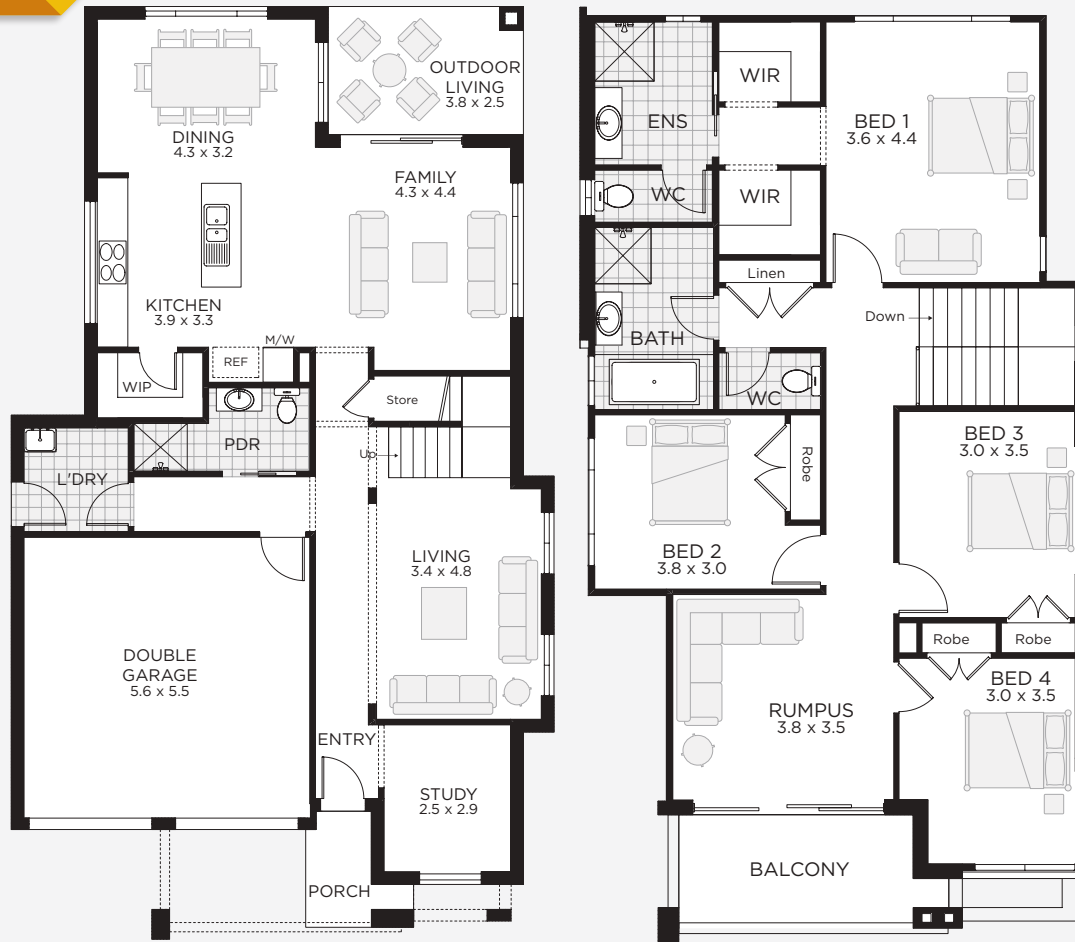 OUTDOOR
LIVING
3.8 x 2.5
DINING
4.3 x 3.2
FAMILY
4.3 x 4.4
KITCHEN
3.9 x 3.3
M/W
REF
WIP
Store
PDR
Up
L'DRY
LIVING
3.4 x 4.8
DOUBLE
GARAGE
5.6 x 5.5
ENTRY
STUDY
2.5 x 2.9
PORCH
WIR
ENS
BED 1
3.6 x 4.4
WC
WIR
Linen
Down
BATH
WC
Robe
BED 3
3.0 x 3.5
BED 2
3.8 x 3.0
Robe
Robe
BED 4
3.0 x 3.5
RUMPUS
3.8 x 3.5
BALCONY